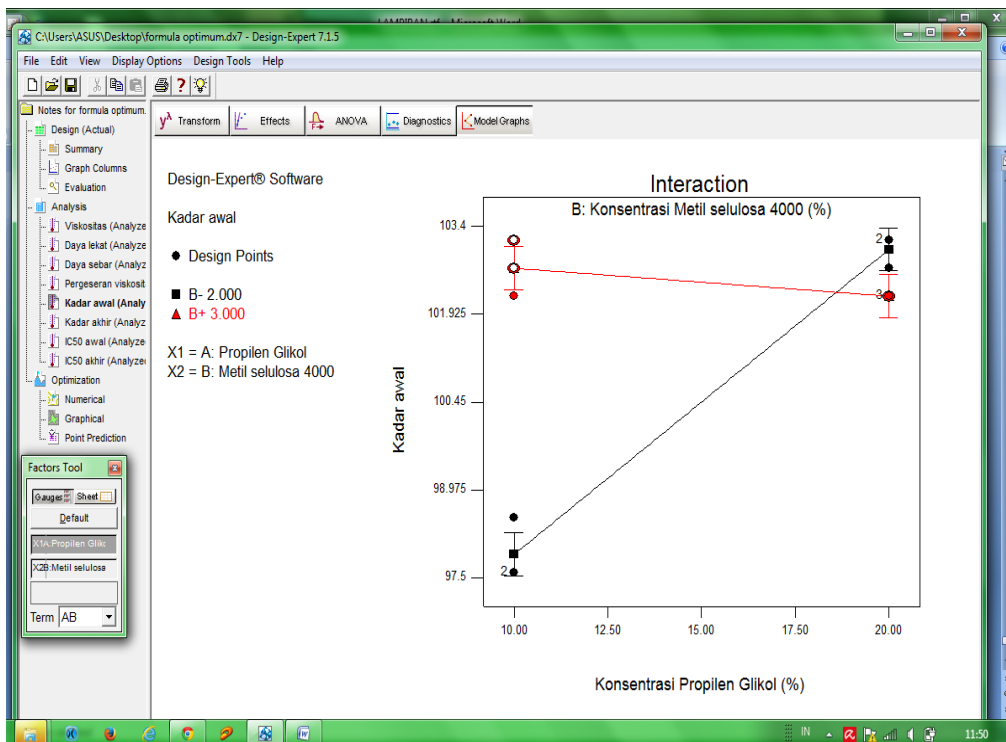 LAMPIRAN.rtf - Microsoft Word
C:\Users\ASUS\Desktop\formula optimum.dx7 - Design-Expert 7.1.5
File Edit View Display Options Design Tools Help
Notes for formula optimum.
Design (Actual)
Summary
Graph Columns
Evaluation
Analysis
Viskositas (Analyze
Daya lekat (Analyz
Daya sebar (Analyz
Pergeseran viskosit
Kadar awal (Analy
Kadar akhir (Analyz
IC50 awal (Analyze
IC50 akhir (Analyze
Optimization
Numerical
Graphical
Point Prediction
Factors Tool
Gauges Sheet
Default
X1A:Propilen Glik
X2B:Metil selulosa
Term AB
yλ Transform Effects ANOVA Diagnostics Model Graphs
Design-Expert® Software
Kadar awal
Design Points
B- 2.000
B+ 3.000
X1 = A: Propilen Glikol
X2 = B: Metil selulosa 4000
Interaction
B: Konsentrasi Metil selulosa 4000 (%)
Kadar awal
103.4
101.925
100.45
98.975
97.5
2
3
2
10.00 12.50 15.00 17.50 20.00
Konsentrasi Propilen Glikol (%)
IN 11:50